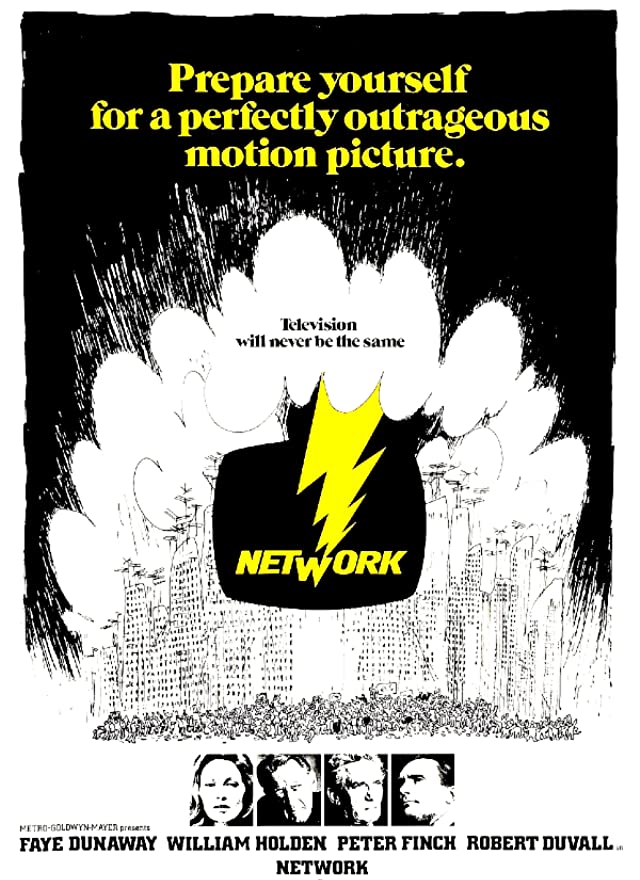 Prepare yourself
for a perfectly outrageous
motion picture.
Television
will never be the same
NETWORK
METRO-GOLDWYN-MAYER presents
FAYE DUNAWAY WILLIAM HOLDEN PETER FINCH ROBERT DUVALL
NETWORK